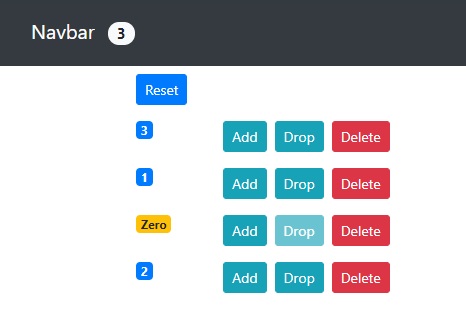 Navbar 3
Reset
3 Add Drop Delete
1 Add Drop Delete
Zero Add Drop Delete
2 Add Drop Delete